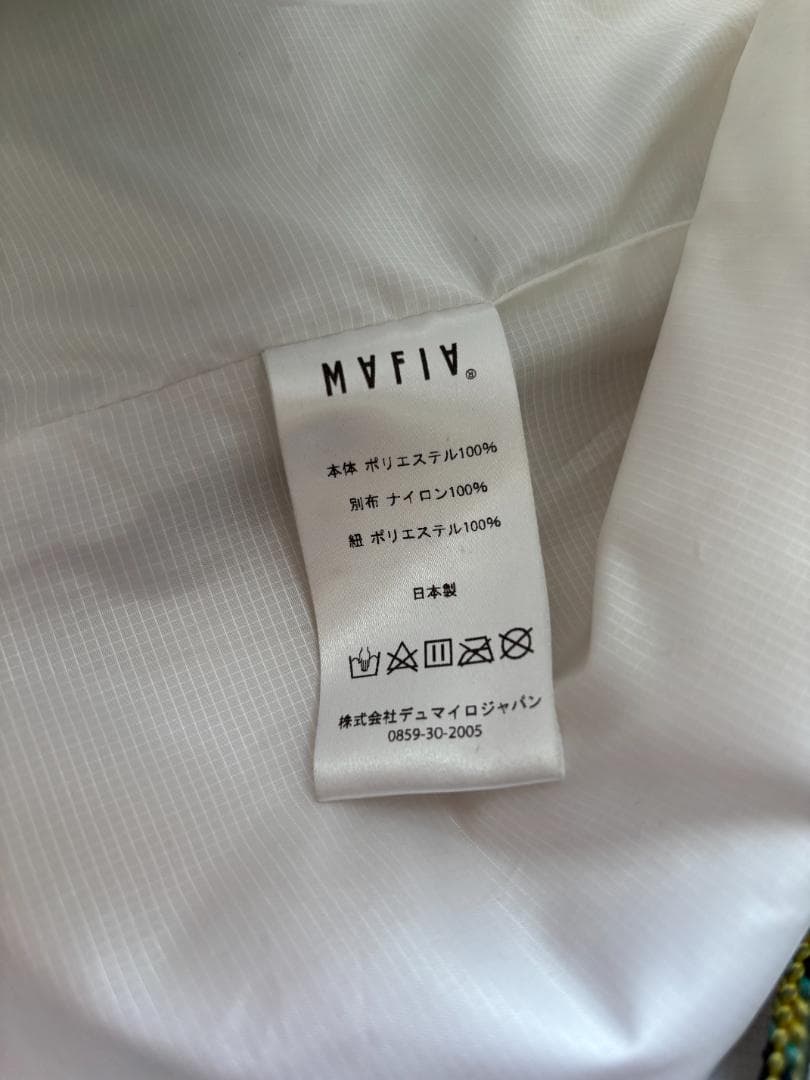 MAFIA®
本体 ポリエステル100%
別布 ナイロン100%
紐 ポリエステル100%
日本製
株式会社デュマイロジャパン
0859-30-2005